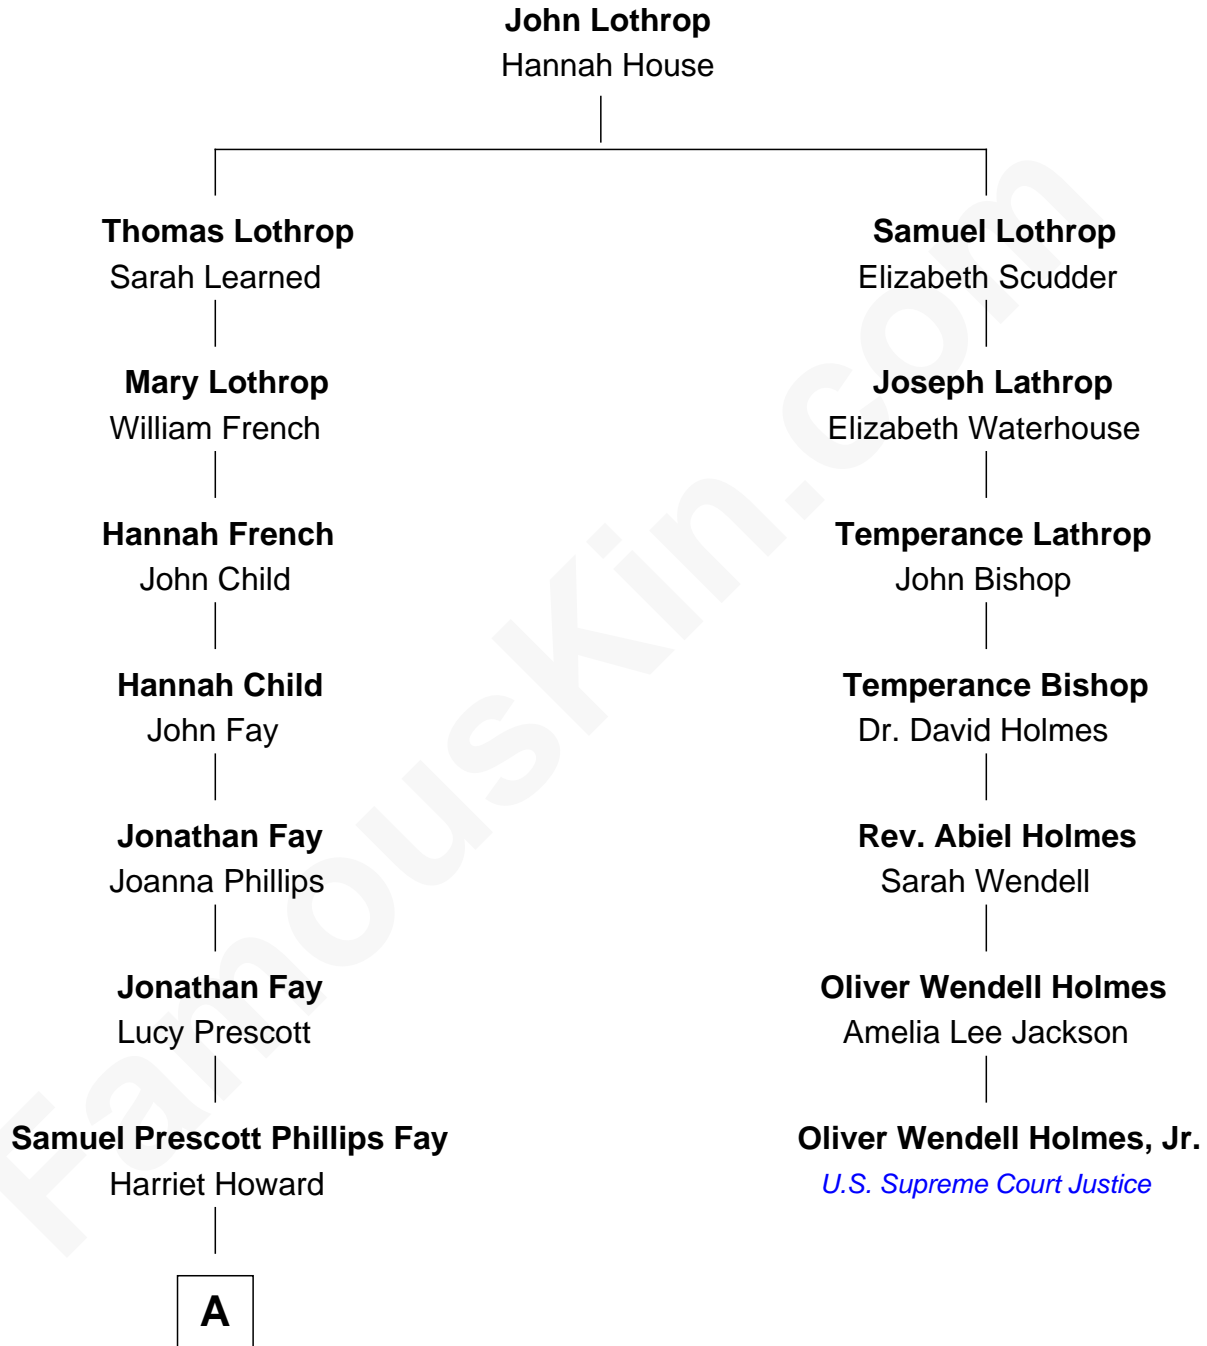 John Lothrop
Hannah House
Thomas Lothrop
Sarah Learned
Mary Lothrop
William French
Hannah French
John Child
Hannah Child
John Fay
Jonathan Fay
Joanna Phillips
Jonathan Fay
Lucy Prescott
Samuel Prescott Phillips Fay
Harriet Howard
A
Samuel Lothrop
Elizabeth Scudder
Joseph Lathrop
Elizabeth Waterhouse
Temperance Lathrop
John Bishop
Temperance Bishop
Dr. David Holmes
Rev. Abiel Holmes
Sarah Wendell
Oliver Wendell Holmes
Amelia Lee Jackson
Oliver Wendell Holmes, Jr.
U.S. Supreme Court Justice
FamousKin.com